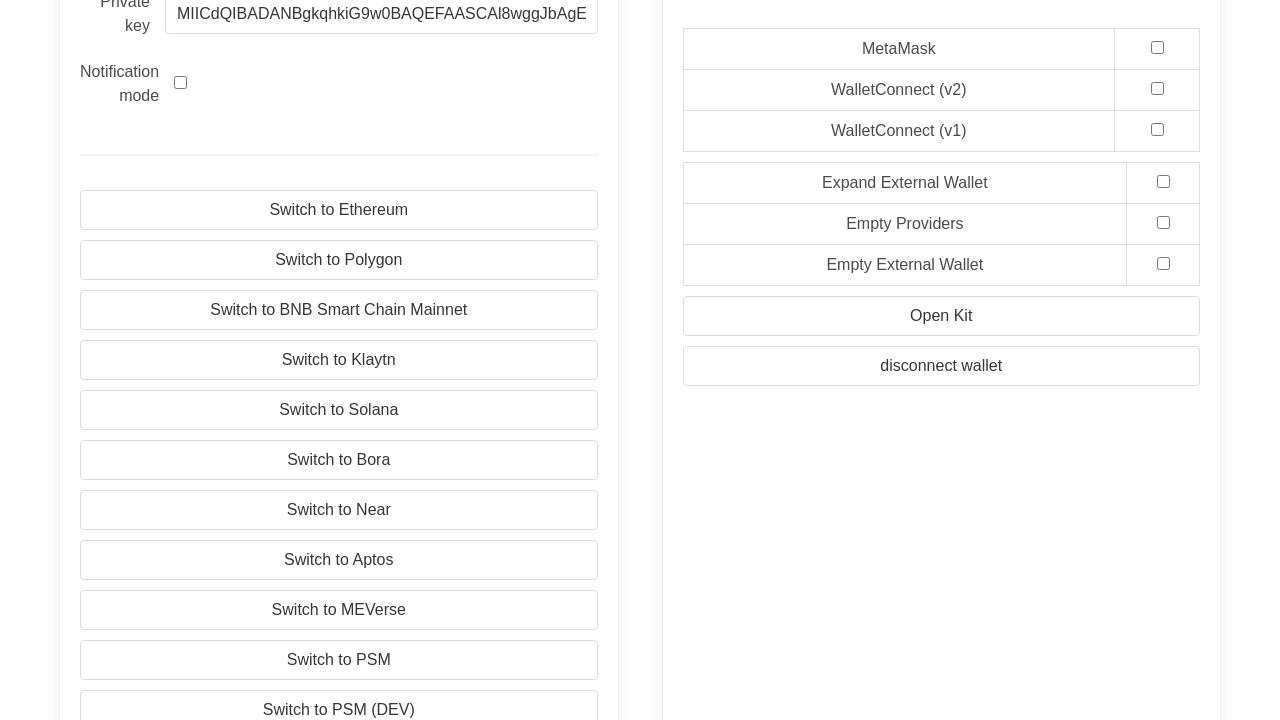 Private
key
MIICdQIBADANBgkqhkiG9w0BAQEFAASCAl8wggJbAgE
Notification
mode
Switch to Ethereum
Switch to Polygon
Switch to BNB Smart Chain Mainnet
Switch to Klaytn
Switch to Solana
Switch to Bora
Switch to Near
Switch to Aptos
Switch to MEVerse
Switch to PSM
Switch to PSM (DEV)
MetaMask
WalletConnect (v2)
WalletConnect (v1)
Expand External Wallet
Empty Providers
Empty External Wallet
Open Kit
disconnect wallet